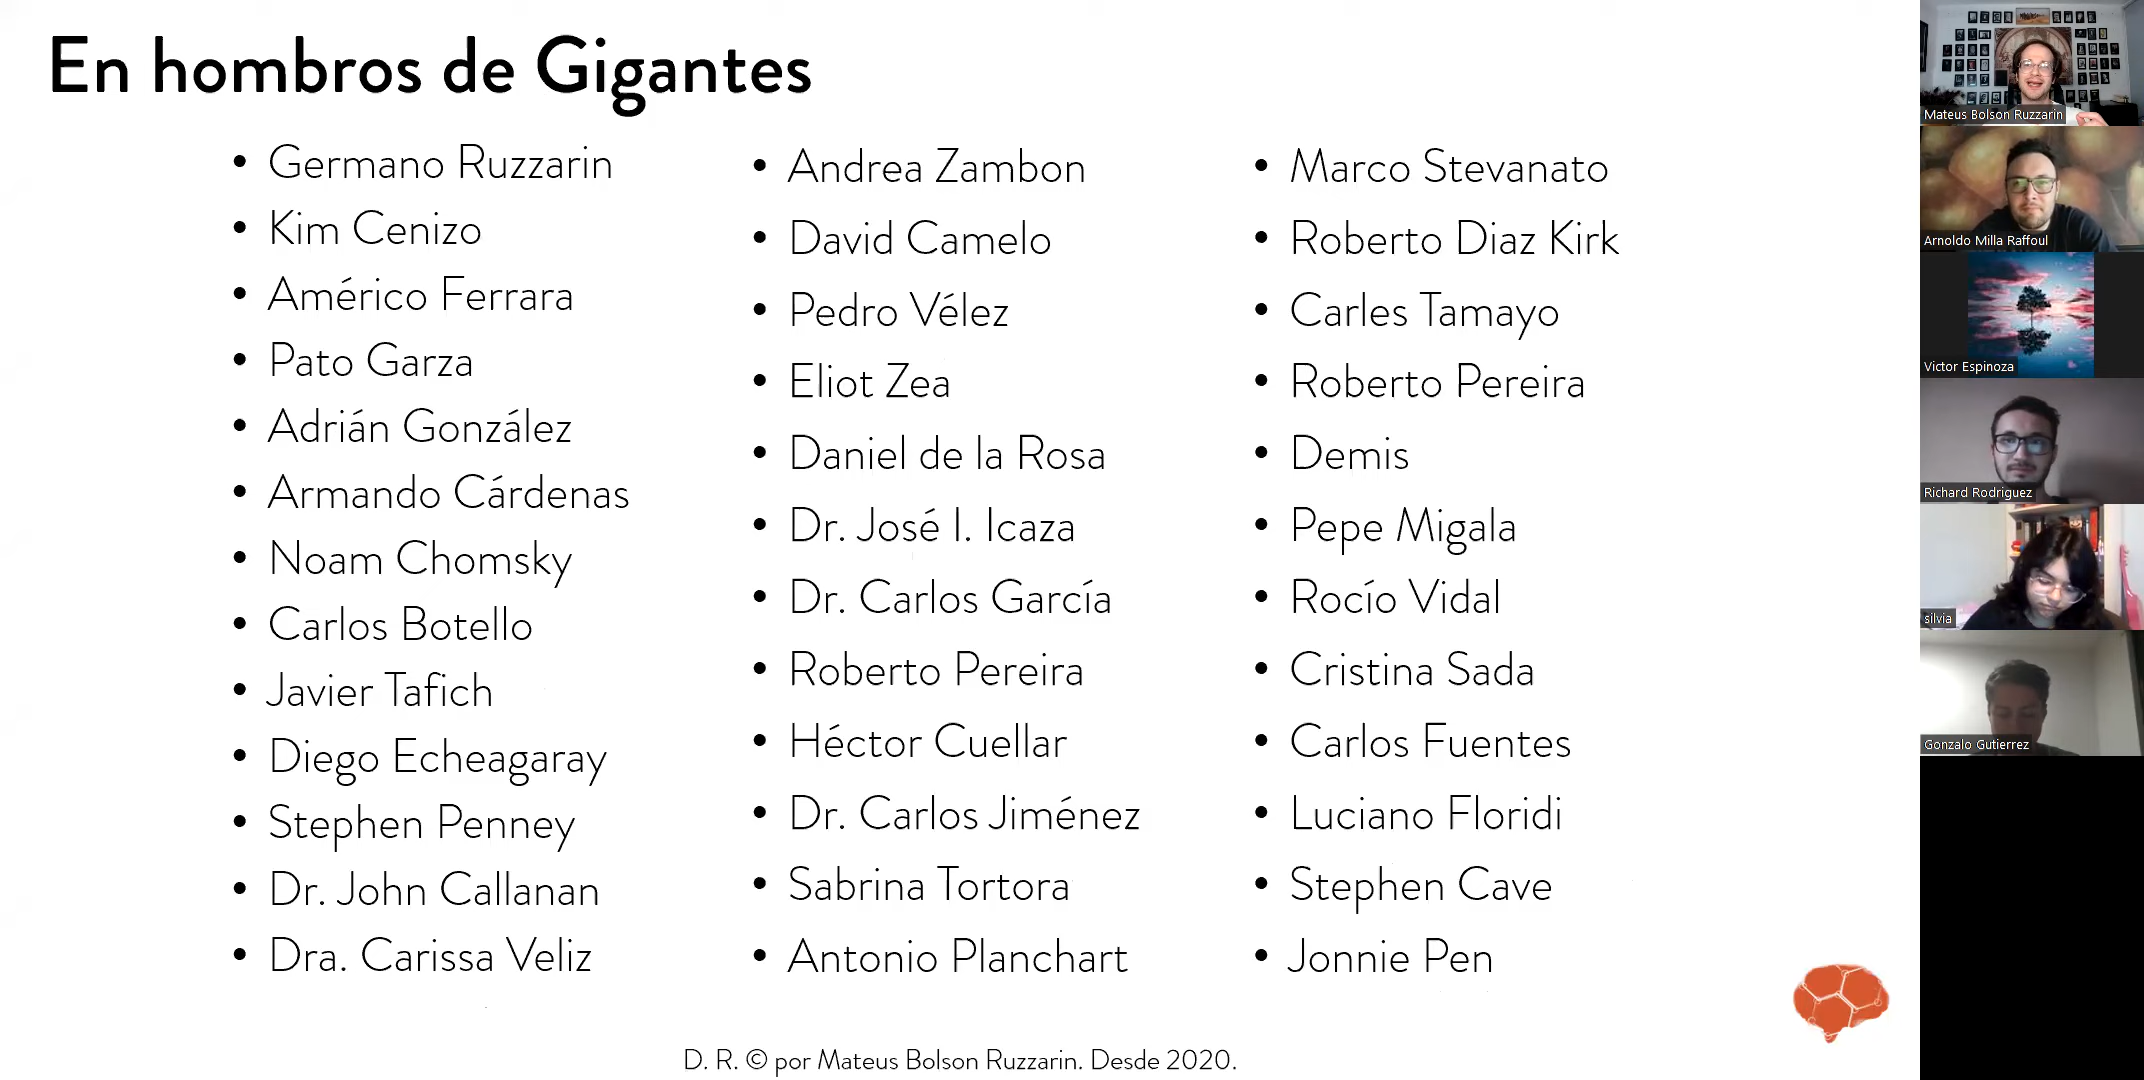 En hombros de Gigantes
• Germano Ruzzarin
• Kim Cenizo
• Américo Ferrara
• Pato Garza
• Adrián González
• Armando Cárdenas
• Noam Chomsky
• Carlos Botello
• Javier Tafich
• Diego Echeagaray
• Stephen Penney
• Dr. John Callanan
• Dra. Carissa Veliz
• Andrea Zambon
• David Camelo
• Pedro Vélez
• Eliot Zea
• Daniel de la Rosa
• Dr. José I. Icaza
• Dr. Carlos García
• Roberto Pereira
• Héctor Cuellar
• Dr. Carlos Jiménez
• Sabrina Tortora
• Antonio Planchart
• Marco Stevanato
• Roberto Diaz Kirk
• Carles Tamayo
• Roberto Pereira
• Demis
• Pepe Migala
• Rocío Vidal
• Cristina Sada
• Carlos Fuentes
• Luciano Floridi
• Stephen Cave
• Jonnie Pen
D. R. © por Mateus Bolson Ruzzarin. Desde 2020.
Mateus Bolson Ruzzarin
Arnoldo Milla Raffoul
Victor Espinoza
Richard Rodriguez
silvia
Gonzalo Gutierrez